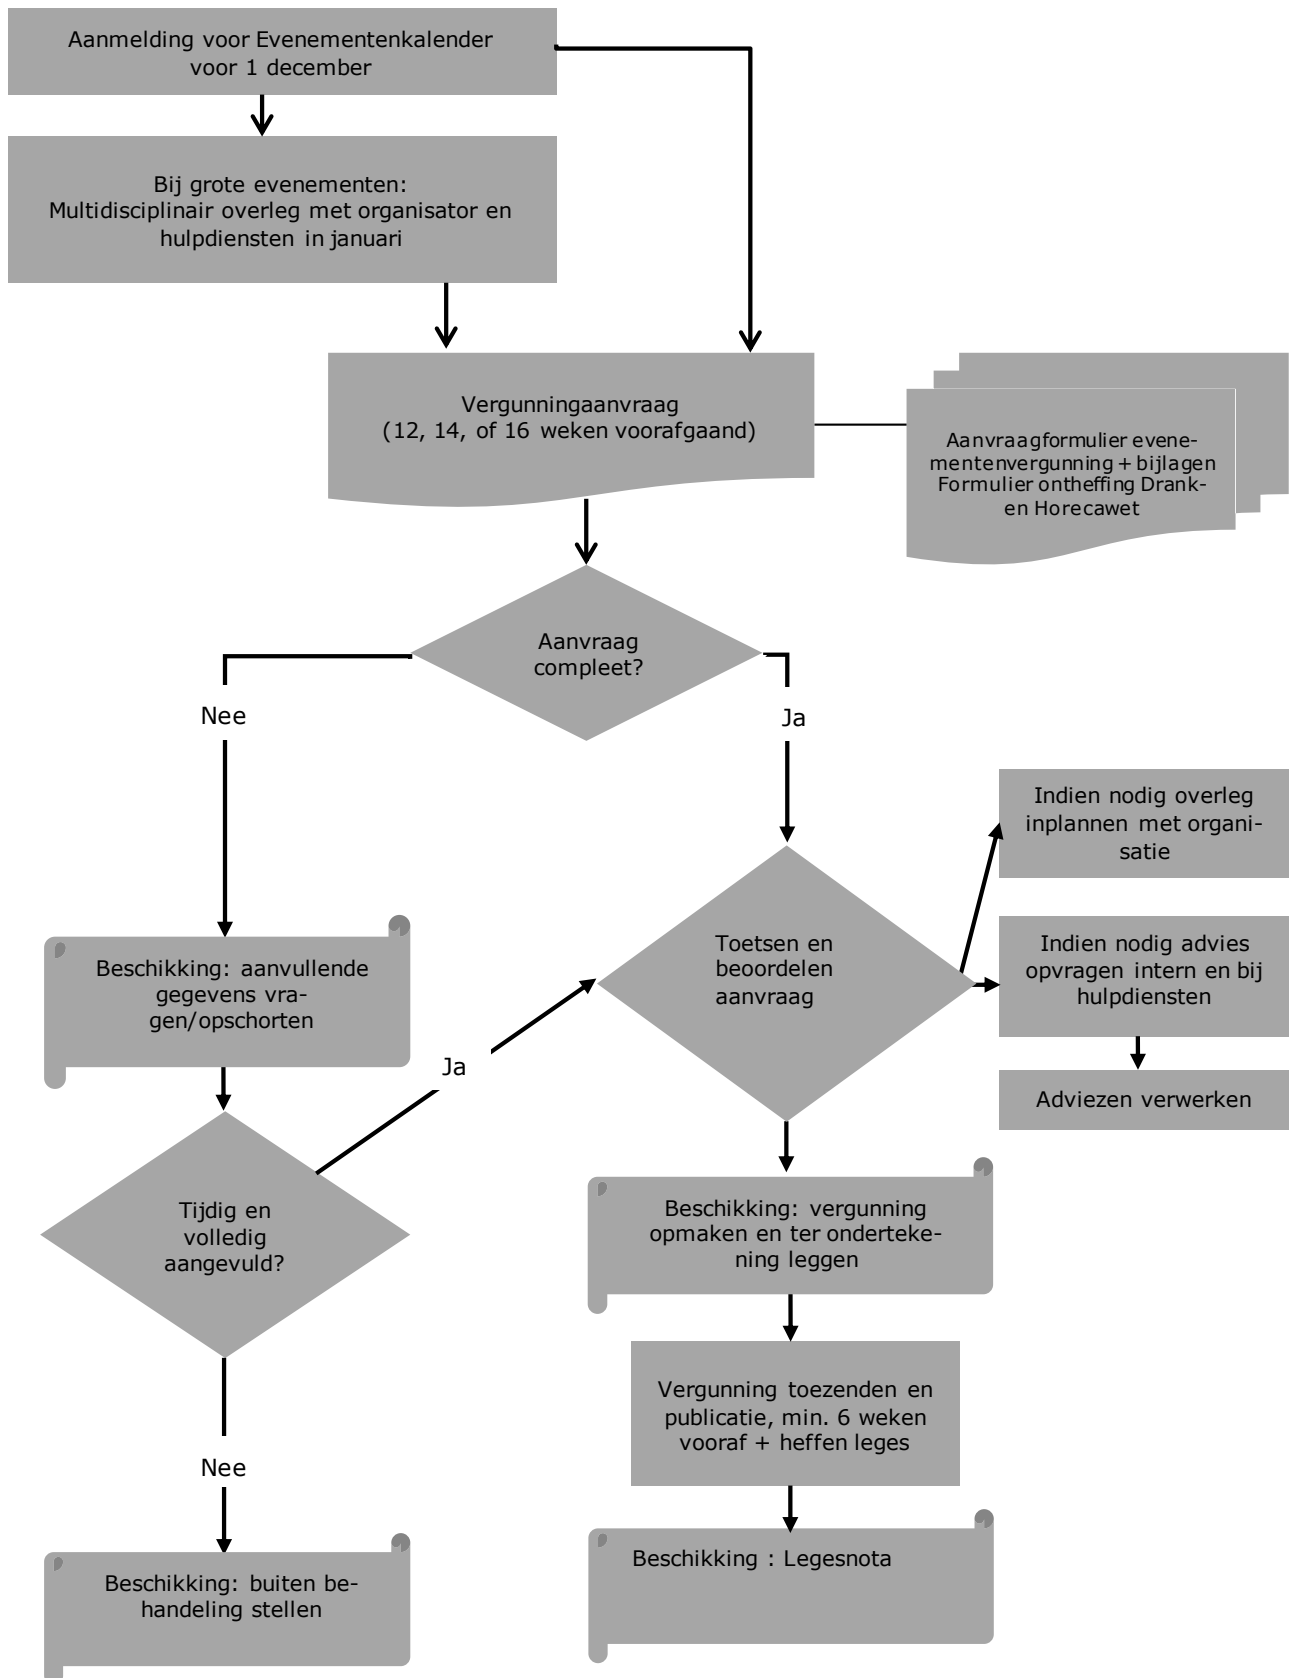 Aanmelding voor Evenementenkalender
voor 1 december
Bij grote evenementen:
Multidisciplinair overleg met organisator en
hulpdiensten in januari
Vergunningaanvraag
(12, 14, of 16 weken voorafgaand)
Aanvraagformulier evene-
mentenvergunning + bijlagen
Formulier ontheffing Drank-
en Horecawet
Aanvraag
compleet?
Nee
Ja
Indien nodig overleg
inplannen met organi-
satie
Toetsen en
beoordelen
aanvraag
Indien nodig advies
opvragen intern en bij
hulpdiensten
Adviezen verwerken
Beschikking: aanvullende
gegevens vra-
gen/opschorten
Ja
Tijdig en
volledig
aangevuld?
Beschikking: vergunning
opmaken en ter onderteke-
ning leggen
Vergunning toezenden en
publicatie, min. 6 weken
vooraf + heffen leges
Nee
Beschikking : Legesnota
Beschikking: buiten be-
handeling stellen